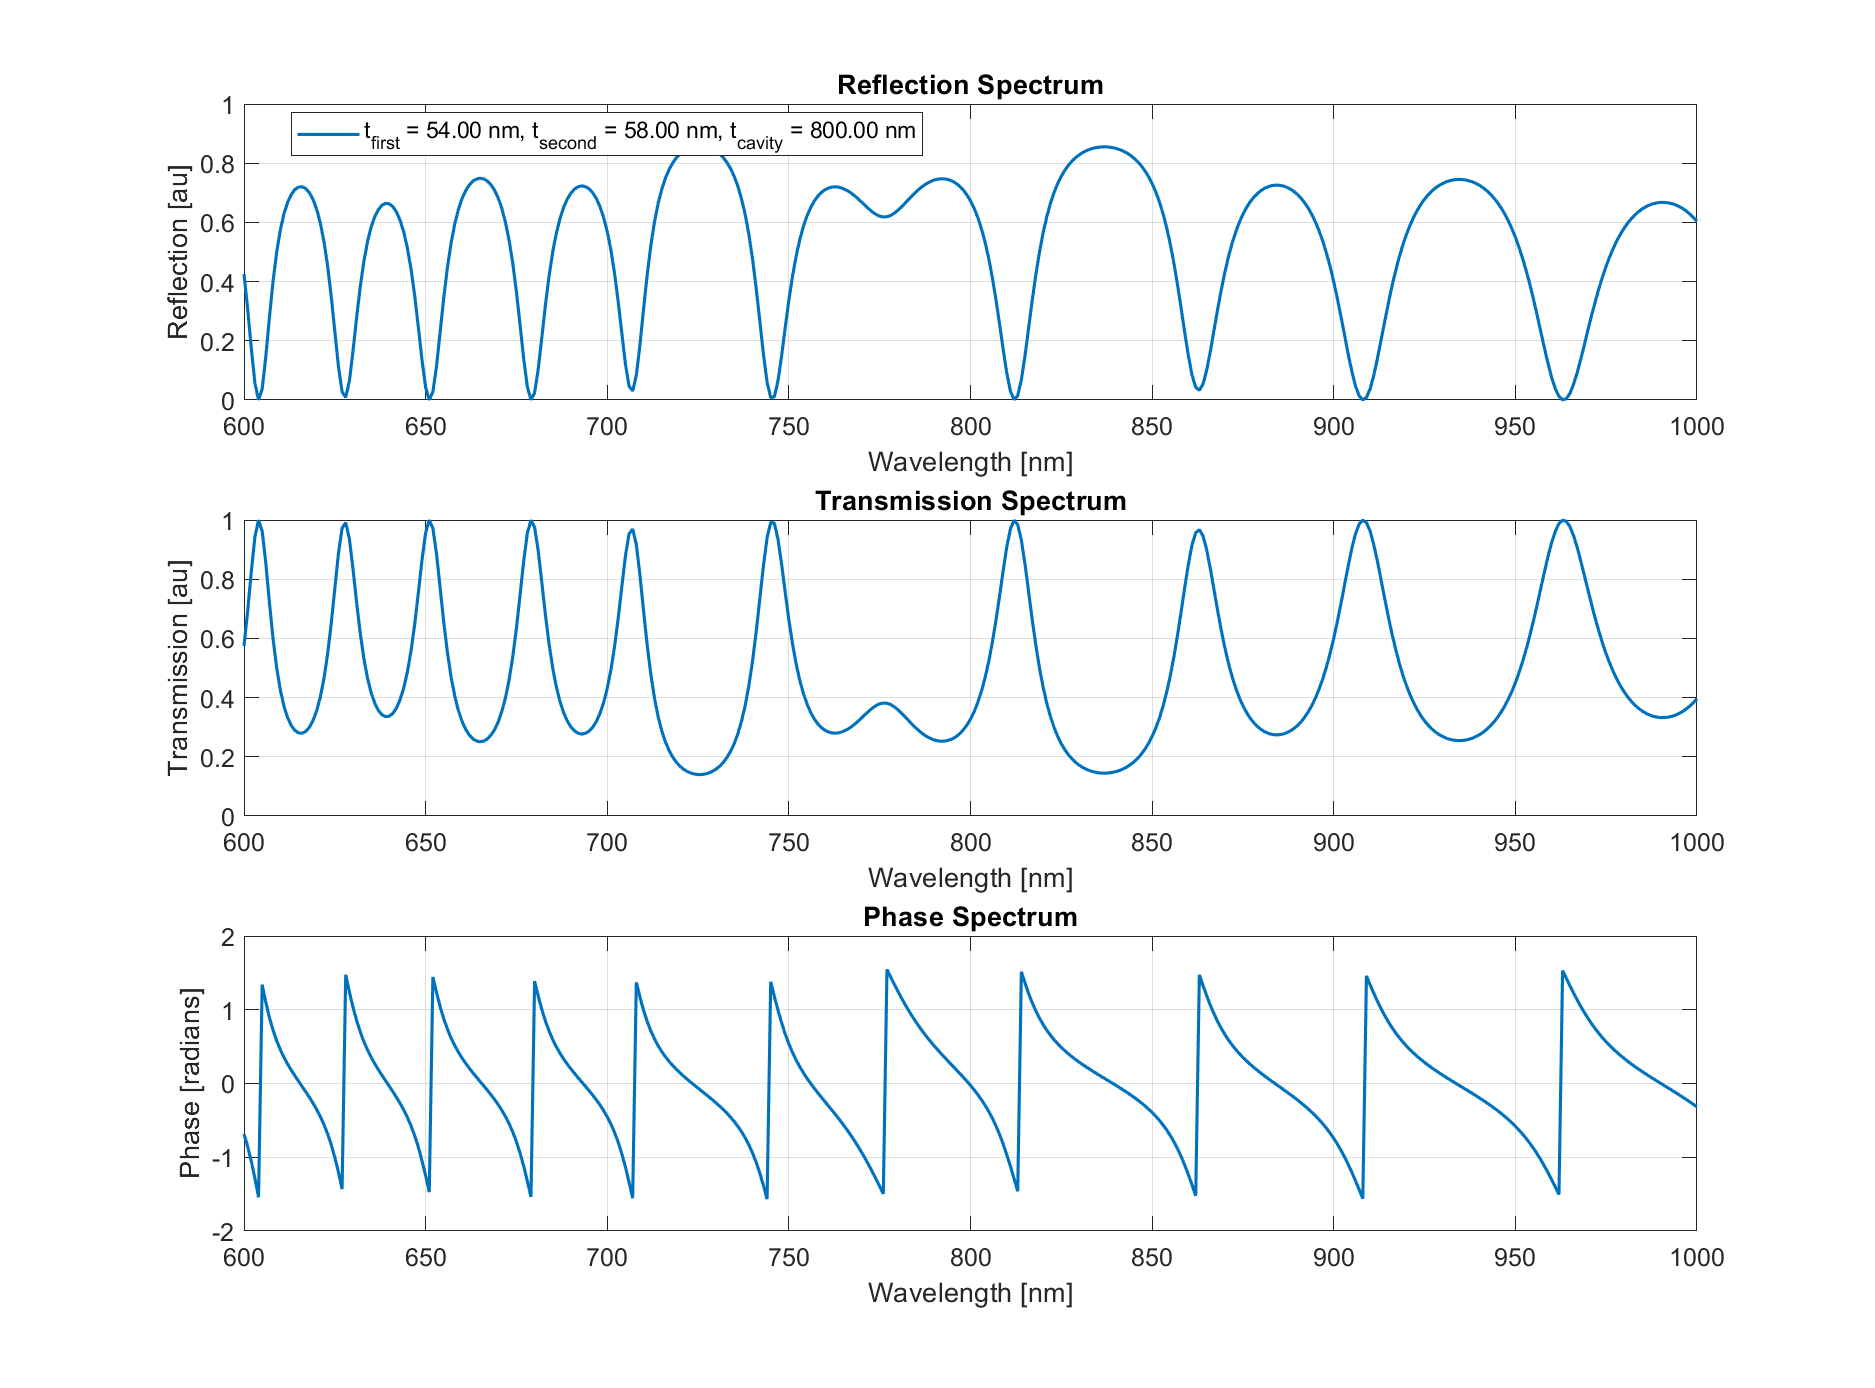 Reflection Spectrum
t_first = 54.00 nm, t_second = 58.00 nm, t_cavity = 800.00 nm
Reflection [au]
1
0.8
0.6
0.4
0.2
0
600 650 700 750 800 850 900 950 1000
Wavelength [nm]
Transmission Spectrum
Transmission [au]
1
0.8
0.6
0.4
0.2
0
600 650 700 750 800 850 900 950 1000
Wavelength [nm]
Phase Spectrum
Phase [radians]
2
1
0
-1
-2
600 650 700 750 800 850 900 950 1000
Wavelength [nm]